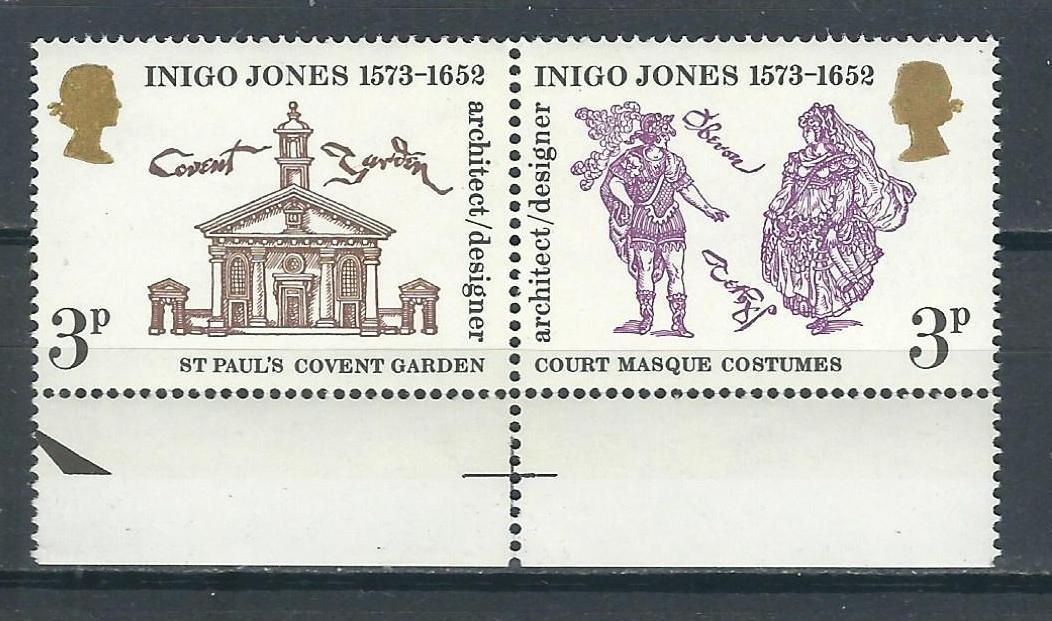 INIGO JONES 1573-1652
Covent Garden
architect/designer
3P
ST PAUL'S COVENT GARDEN
INIGO JONES 1573-1652
architect/designer
3P
COURT MASQUE COSTUMES